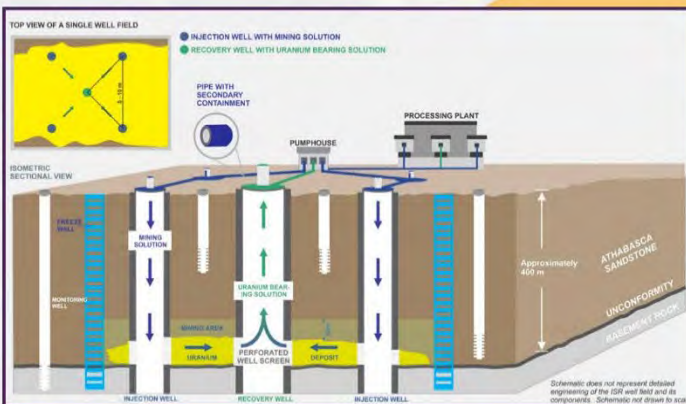 TOP VIEW OF A SINGLE WELL FIELD
INJECTION WELL WITH MINING SOLUTION
RECOVERY WELL WITH URANIUM BEARING SOLUTION
PIPE WITH
SECONDARY
CONTAINMENT
PROCESSING PLANT
PUMPHOUSE
ISOMETRIC
SECTIONAL VIEW
FREEZE
WALL
MINING
SOLUTION
ATHABASCA
SANDSTONE
Approximately
400 m
URANIUM BEAR-
ING SOLUTION
MONITORING
WELL
UNCONFORMITY
MINING AREA
BASEMENT ROCK
URANIUM
PERFORATED
WELL SCREEN
DEPOSIT
INJECTION WELL
RECOVERY WELL
INJECTION WELL
Schematic does not represent detailed
engineering of the ISR well field and its
components. Schematic not drawn to